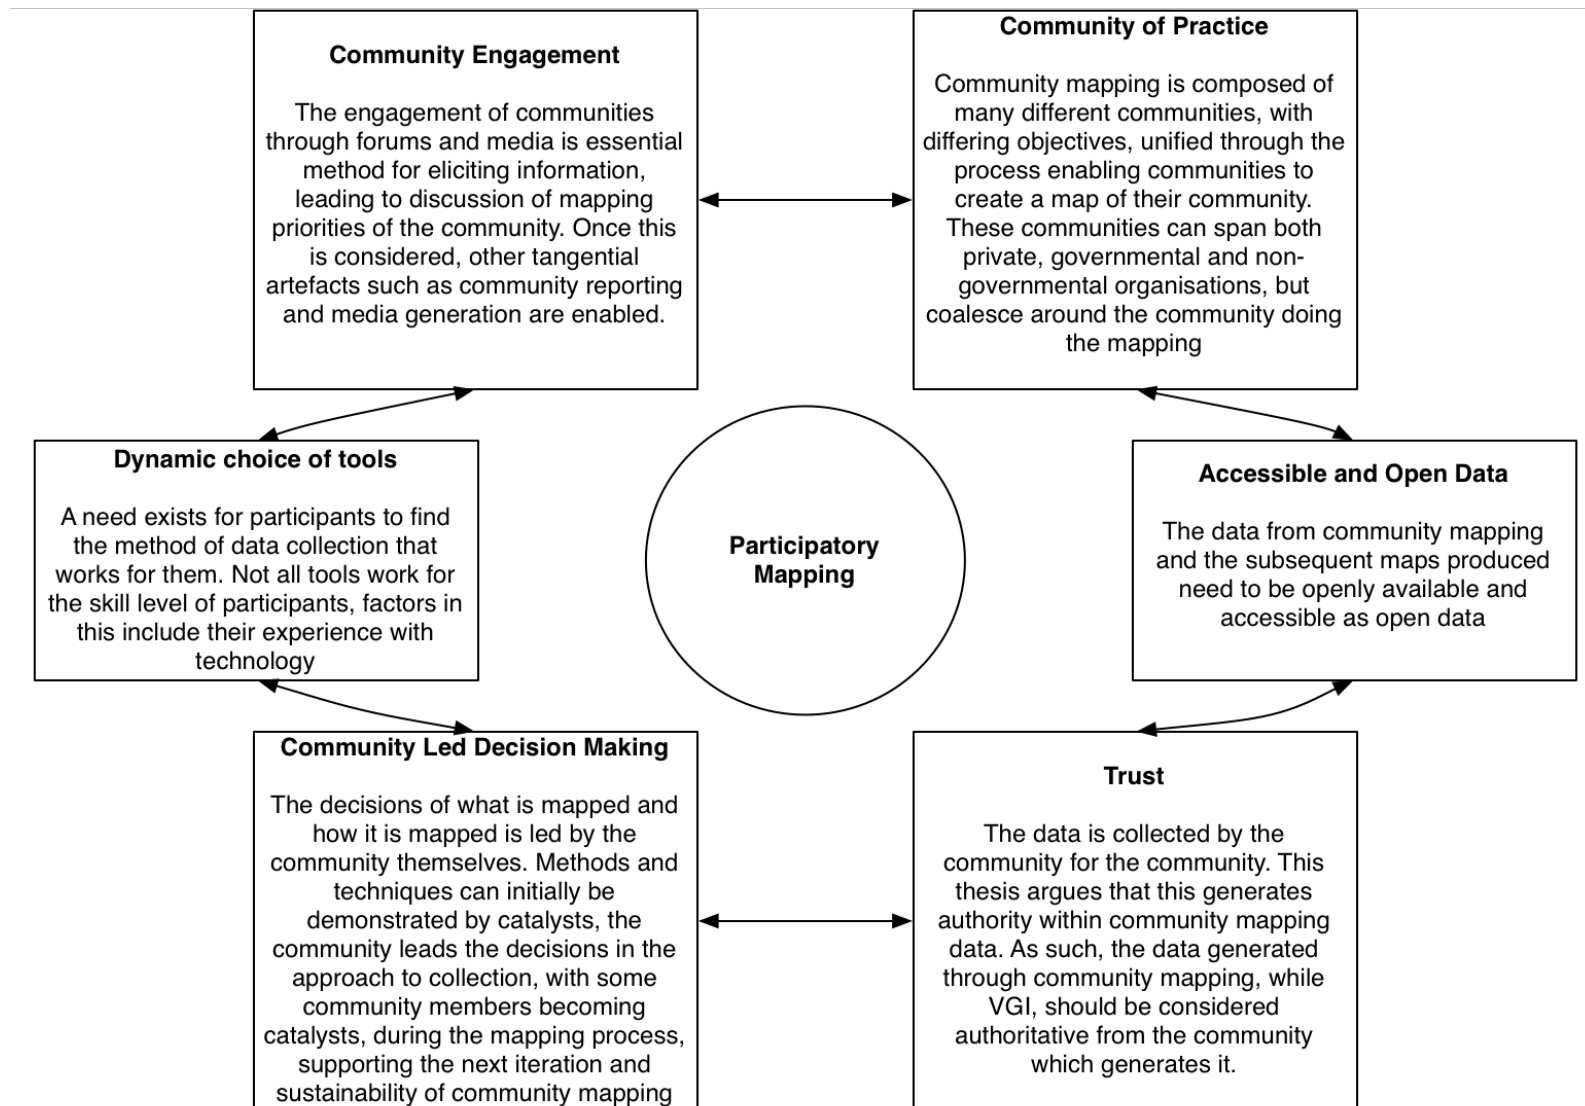 Community Engagement
The engagement of communities
through forums and media is essential
method for eliciting information,
leading to discussion of mapping
priorities of the community. Once this
is considered, other tangential
artefacts such as community reporting
and media generation are enabled.
Community of Practice
Community mapping is composed of
many different communities, with
differing objectives, unified through the
process enabling communities to
create a map of their community.
These communities can span both
private, governmental and non-
governmental organisations, but
coalesce around the community doing
the mapping
Dynamic choice of tools
A need exists for participants to find
the method of data collection that
works for them. Not all tools work for
the skill level of participants, factors in
this include their experience with
technology
Participatory
Mapping
Accessible and Open Data
The data from community mapping
and the subsequent maps produced
need to be openly available and
accessible as open data
Community Led Decision Making
The decisions of what is mapped and
how it is mapped is led by the
community themselves. Methods and
techniques can initially be
demonstrated by catalysts, the
community leads the decisions in the
approach to collection, with some
community members becoming
catalysts, during the mapping process,
supporting the next iteration and
sustainability of community mapping
Trust
The data is collected by the
community for the community. This
thesis argues that this generates
authority within community mapping
data. As such, the data generated
through community mapping, while
VGI, should be considered
authoritative from the community
which generates it.